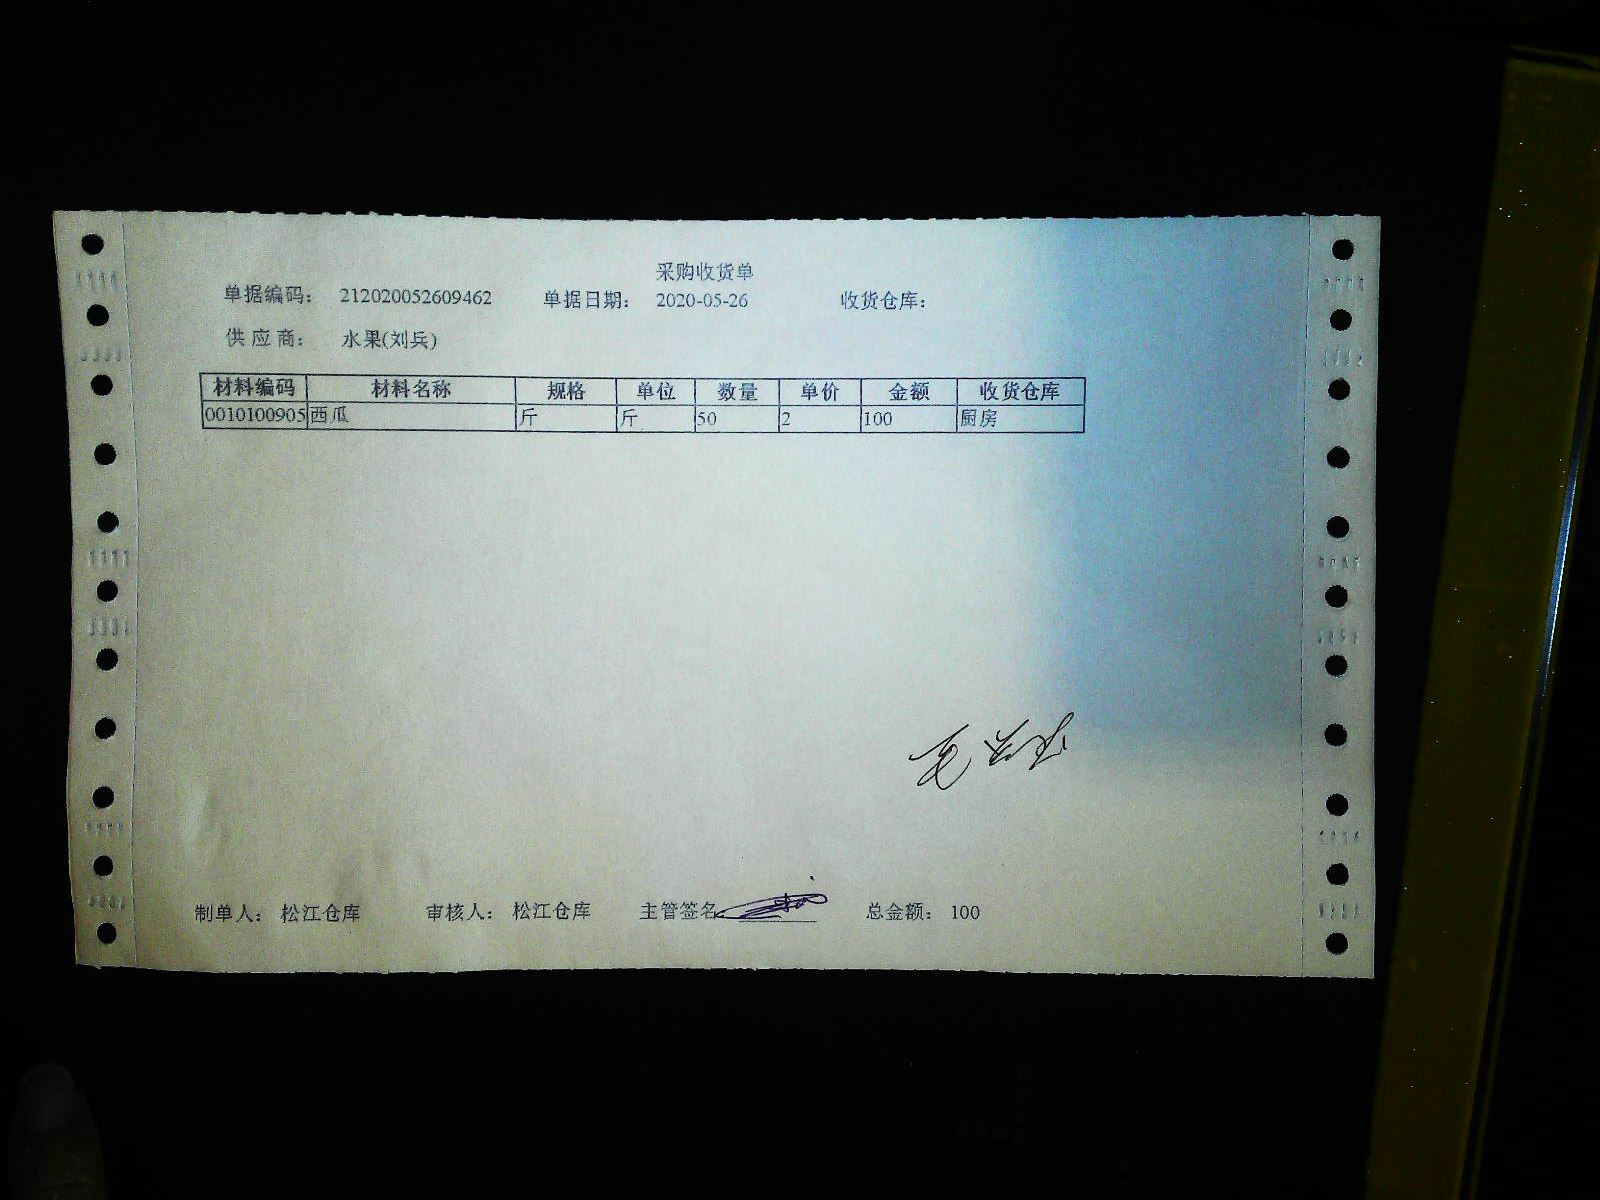 采购收货单
单据编码： 212020052609462 单据日期： 2020-05-26 收货仓库：
供 应 商： 水果(刘兵)
材料编码 材料名称 规格 单位 数量 单价 金额 收货仓库
0010100905 西瓜 斤 斤 50 2 100 厨房
制单人： 松江仓库 审核人： 松江仓库 主管签名 总金额： 100